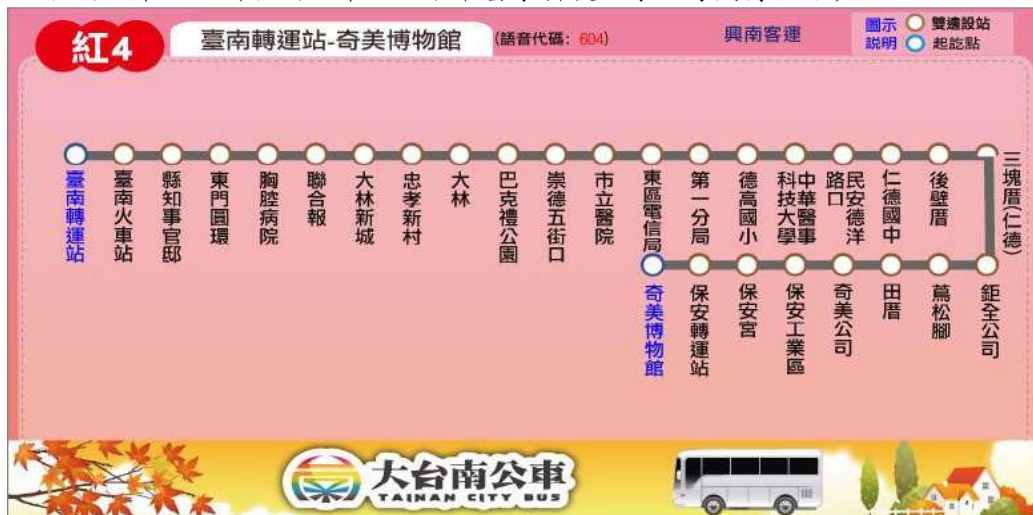 紅4
臺南轉運站-奇美博物館
(語音代碼: 604)
興南客運
圖示
說明
雙邊設站
起訖點
臺南轉運站
臺南火車站
縣知事官邸
東門圓環
胸腔病院
聯合報
大林新城
忠孝新村
大林
巴克禮公園
崇德五街口
市立醫院
東區電信局
第一分局
德高國小
中華醫事
科技大學
民安德洋
路口
仁德國中
後壁厝
三塊厝(仁德)
鉅全公司
蔦松腳
田厝
奇美公司
保安工業區
保安宮
保安轉運站
奇美博物館
大台南公車
TAINAN CITY BUS